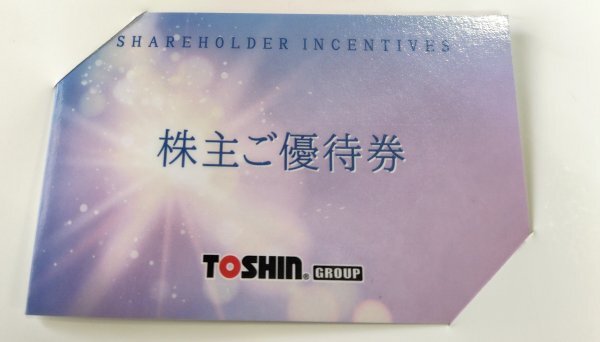 SHAREHOLDER INCENTIVES
株主ご優待券
TOSHIN® GROUP